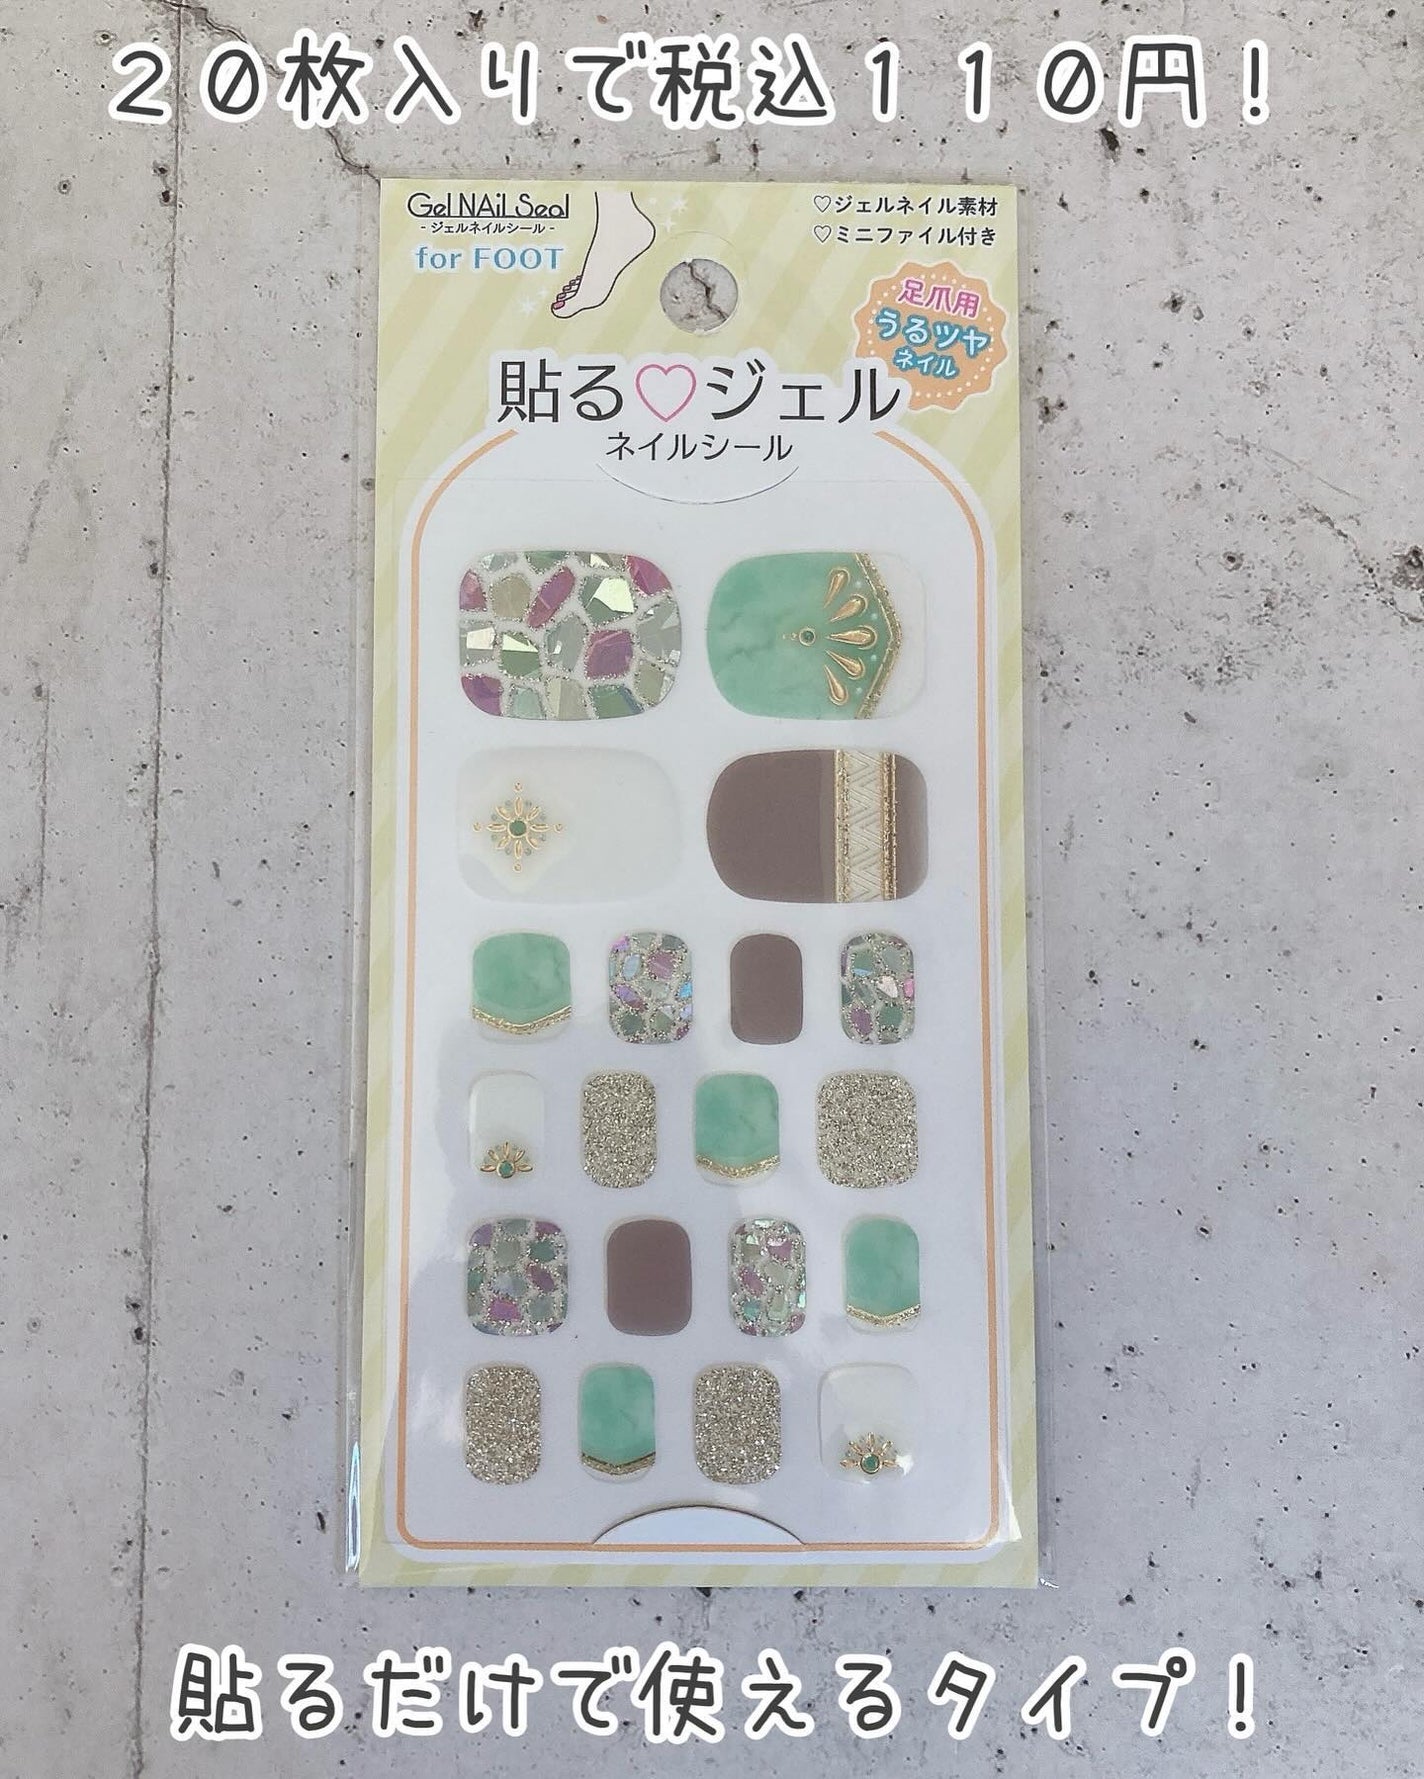 ２０枚入りで税込１１０円！
Gel NAil Seal
- ジェルネイルシール -
for FOOT
♡ジェルネイル素材
♡ミニファイル付き
足爪用
うるツヤ
ネイル
貼る♡ジェル
ネイルシール
貼るだけで使えるタイプ！